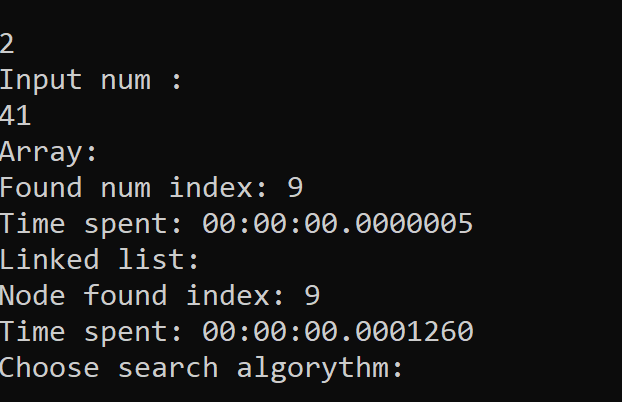 2
Input num :
41
Array:
Found num index: 9
Time spent: 00:00:00.0000005
Linked list:
Node found index: 9
Time spent: 00:00:00.0001260
Choose search algorythm: